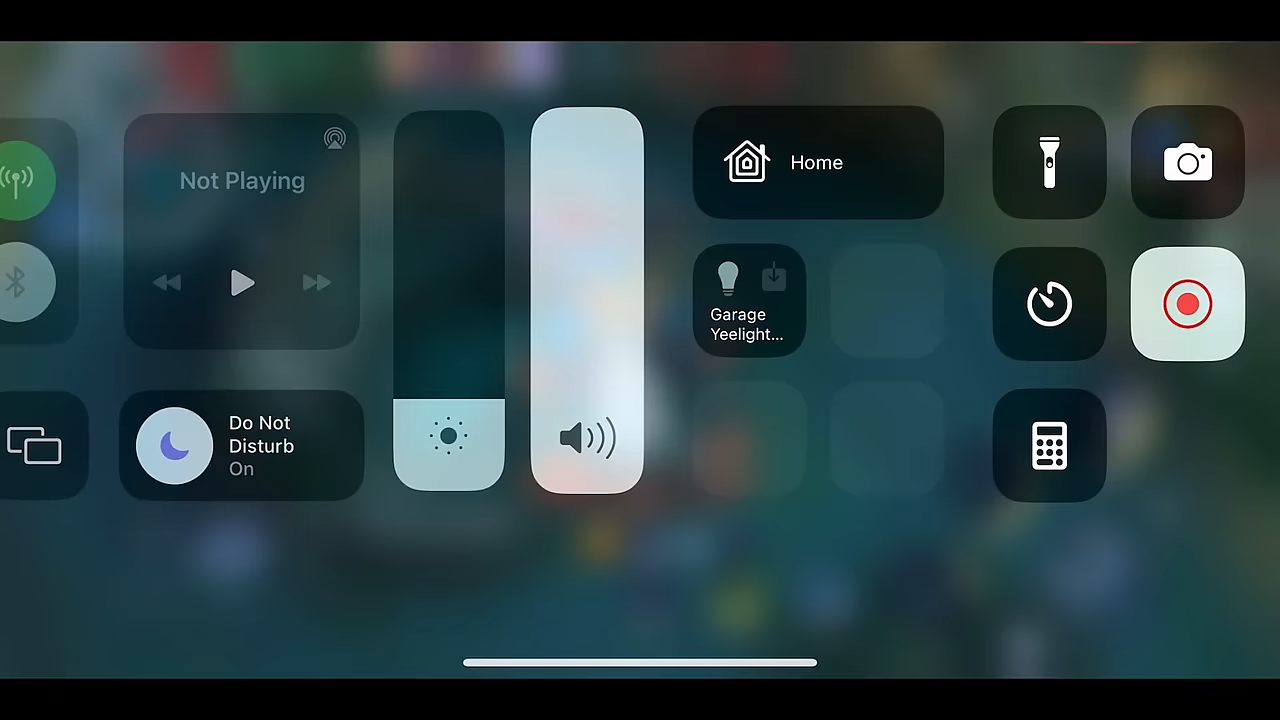 Not Playing
Do Not
Disturb
On
Home
Garage
Yeelight...